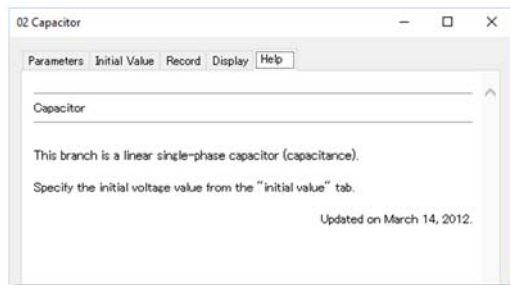 02 Capacitor
Parameters Initial Value Record Display Help
Capacitor
This branch is a linear single-phase capacitor (capacitance).
Specify the initial voltage value from the "initial value" tab.
Updated on March 14, 2012.